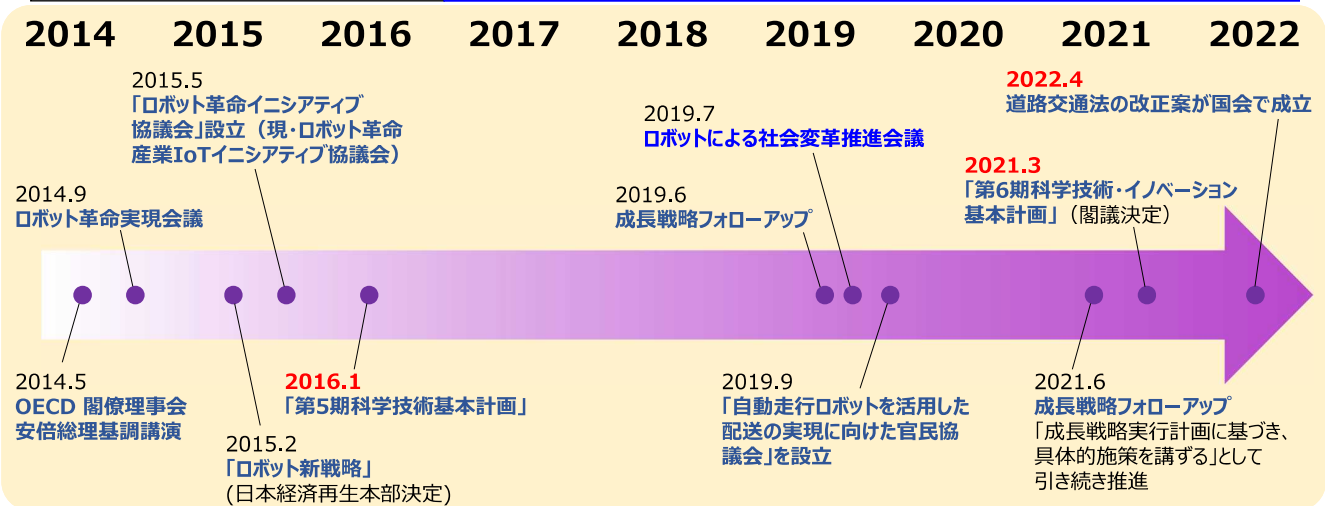 2014 2015 2016 2017 2018 2019 2020 2021 2022
2015.5
「ロボット革命イニシアティブ
協議会」設立（現・ロボット革命
産業IoTイニシアティブ協議会）
2014.9
ロボット革命実現会議
2019.7
ロボットによる社会変革推進会議
2019.6
成長戦略フォローアップ
2022.4
道路交通法の改正案が国会で成立
2021.3
「第6期科学技術・イノベーション
基本計画」（閣議決定）
2014.5
OECD 閣僚理事会
安倍総理基調講演
2015.2
「ロボット新戦略」
(日本経済再生本部決定)
2016.1
「第5期科学技術基本計画」
2019.9
「自動走行ロボットを活用した
配送の実現に向けた官民協
議会」を設立
2021.6
成長戦略フォローアップ
「成長戦略実行計画に基づき、
具体的施策を講ずる」として
引き続き推進